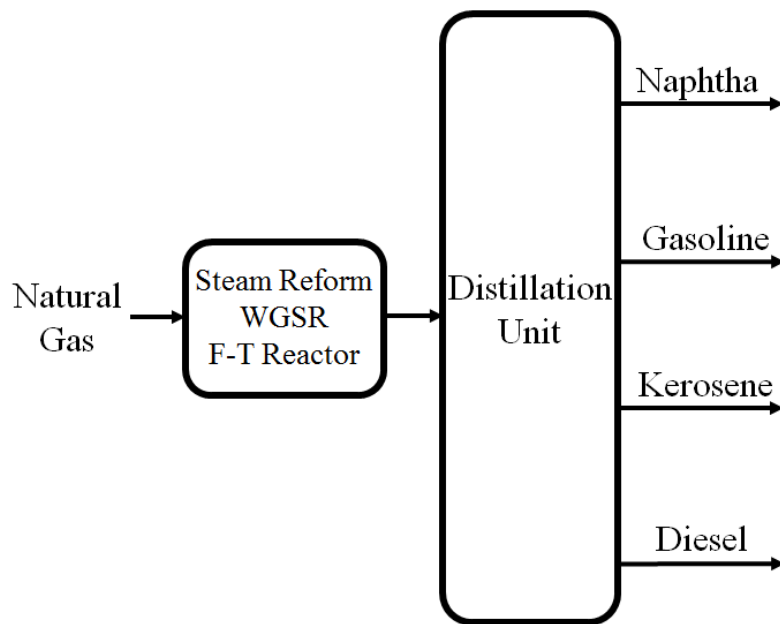 Natural
Gas
Steam Reform
WGSR
F-T Reactor
Distillation
Unit
Naphtha
Gasoline
Kerosene
Diesel